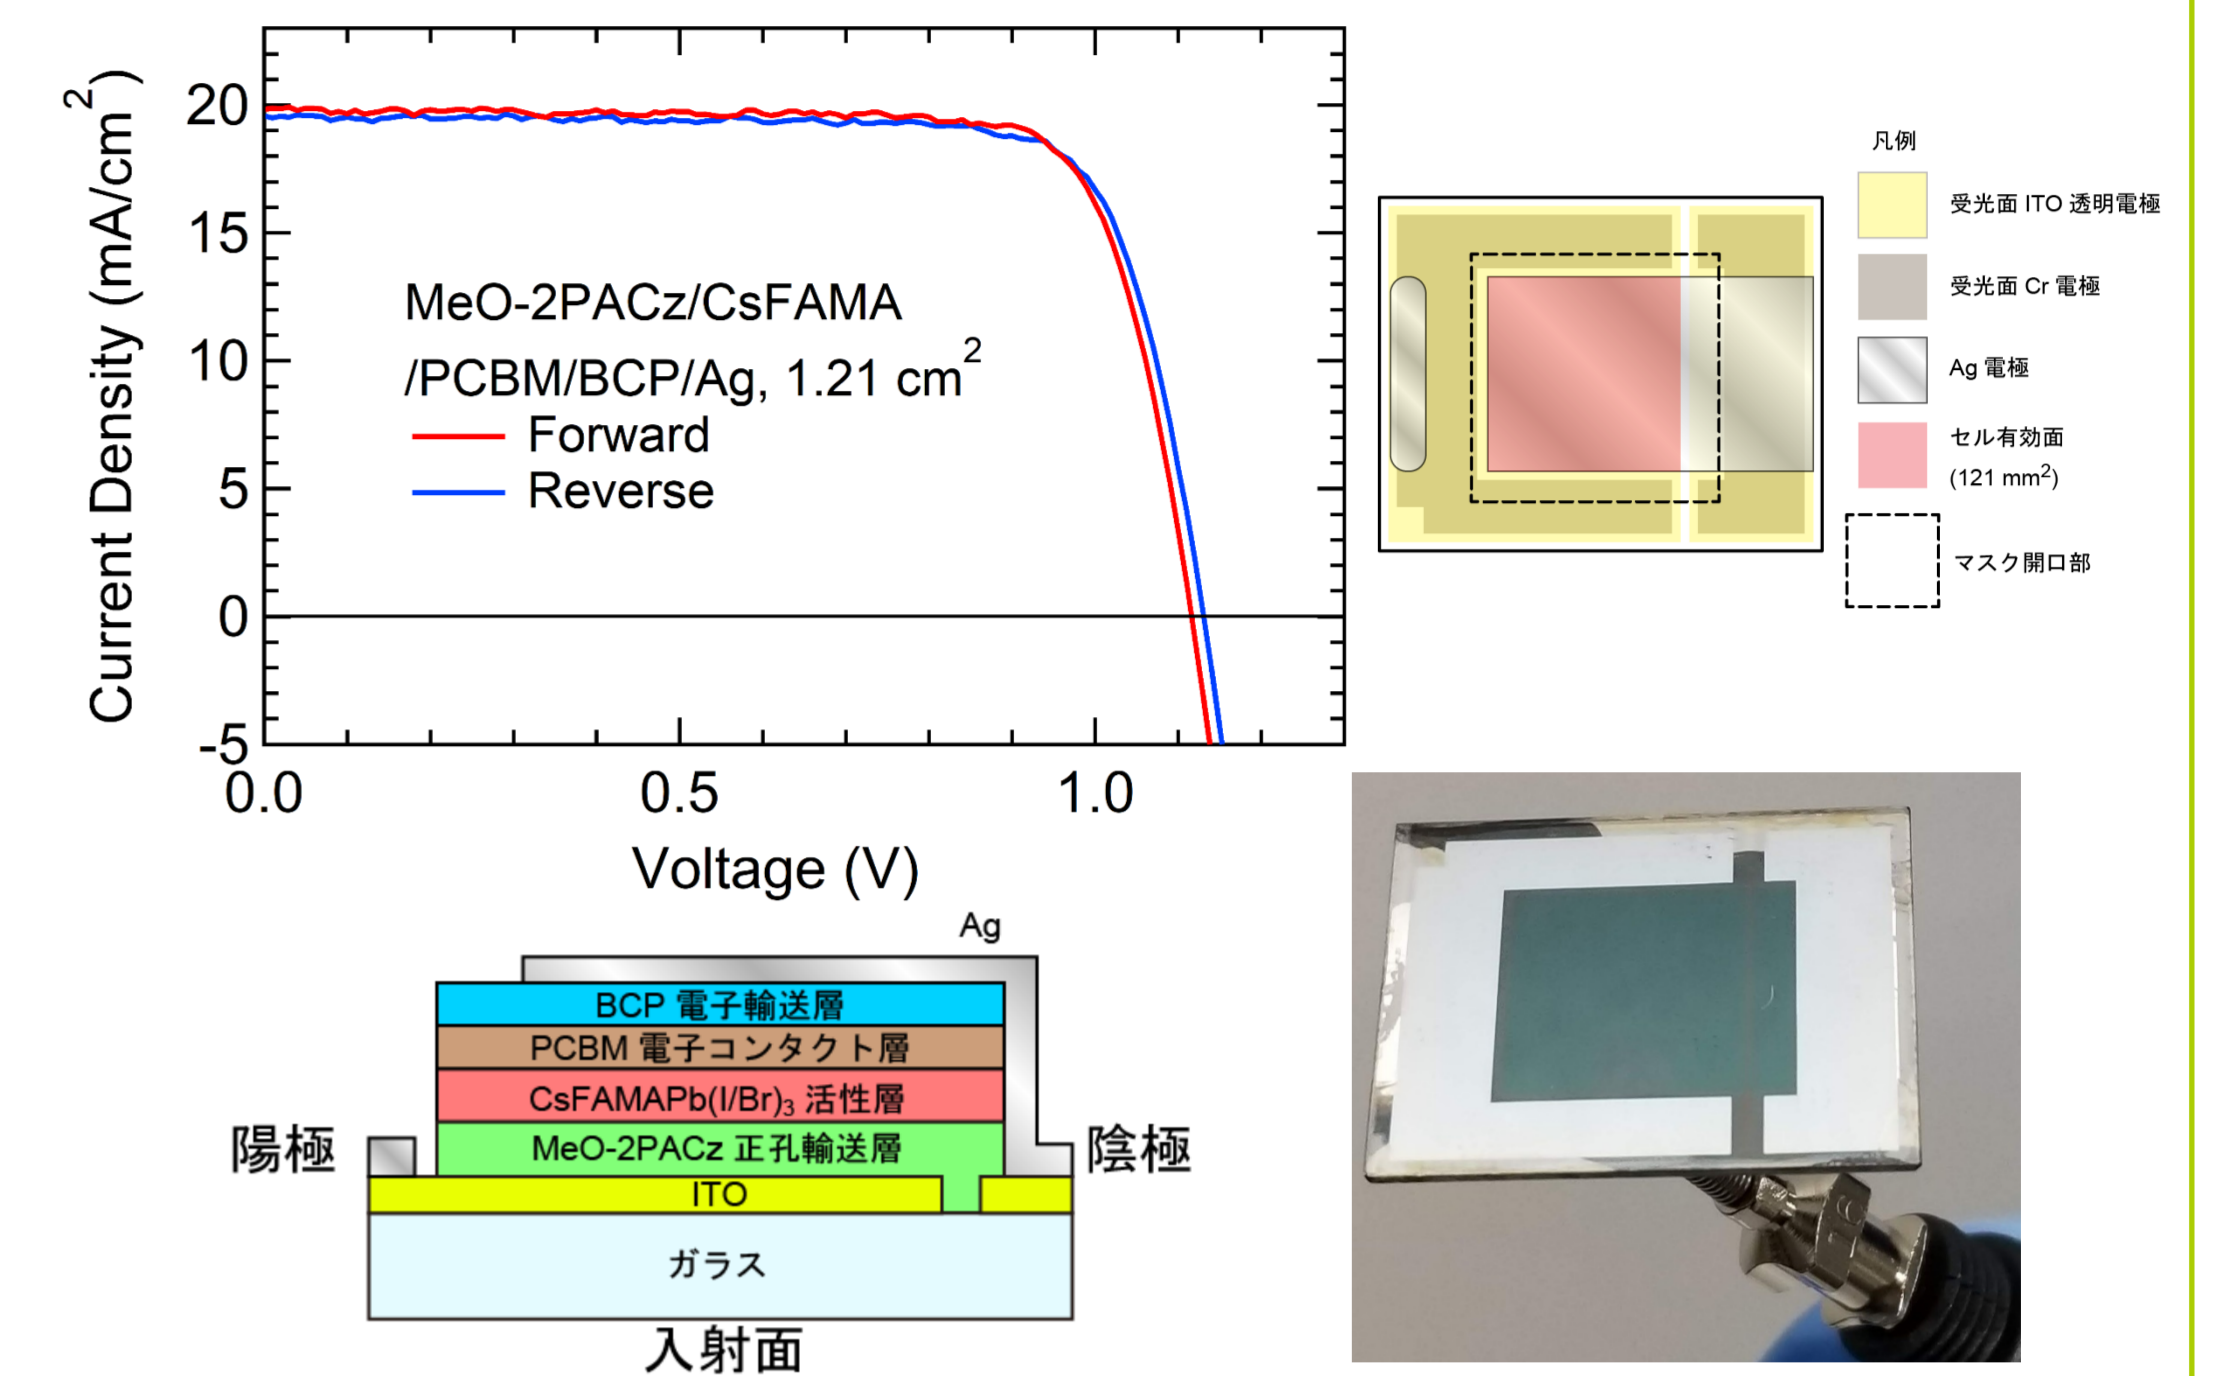 Current Density (mA/cm²)
20
15
10
5
0
-5
0.0
0.5
1.0
Voltage (V)
MeO-2PACz/CsFAMA
/PCBM/BCP/Ag, 1.21 cm²
Forward
Reverse
凡例
受光面 ITO 透明電極
受光面 Cr 電極
Ag 電極
セル有効面
(121 mm²)
マスク開口部
Ag
BCP 電子輸送層
PCBM 電子コンタクト層
CsFAMAPb(I/Br)₃ 活性層
MeO-2PACz 正孔輸送層
陽極
陰極
ITO
ガラス
入射面